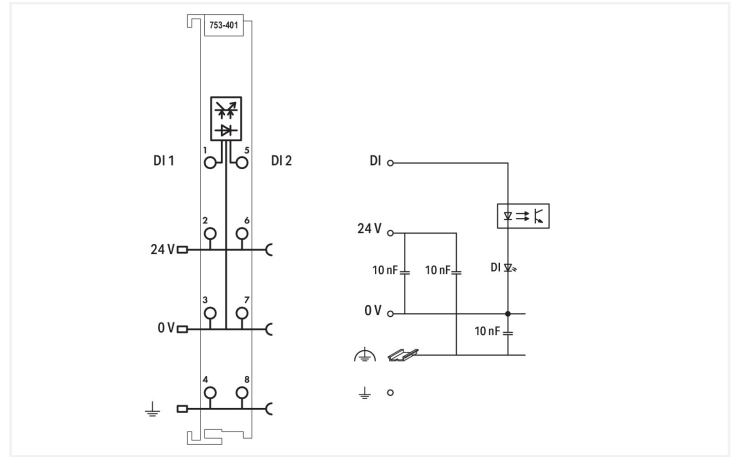 753-401
1 5
DI 1 DI 2
2 6
24 V
3 7
0 V
4 8
DI
24 V
10 nF 10 nF DI
0 V
10 nF